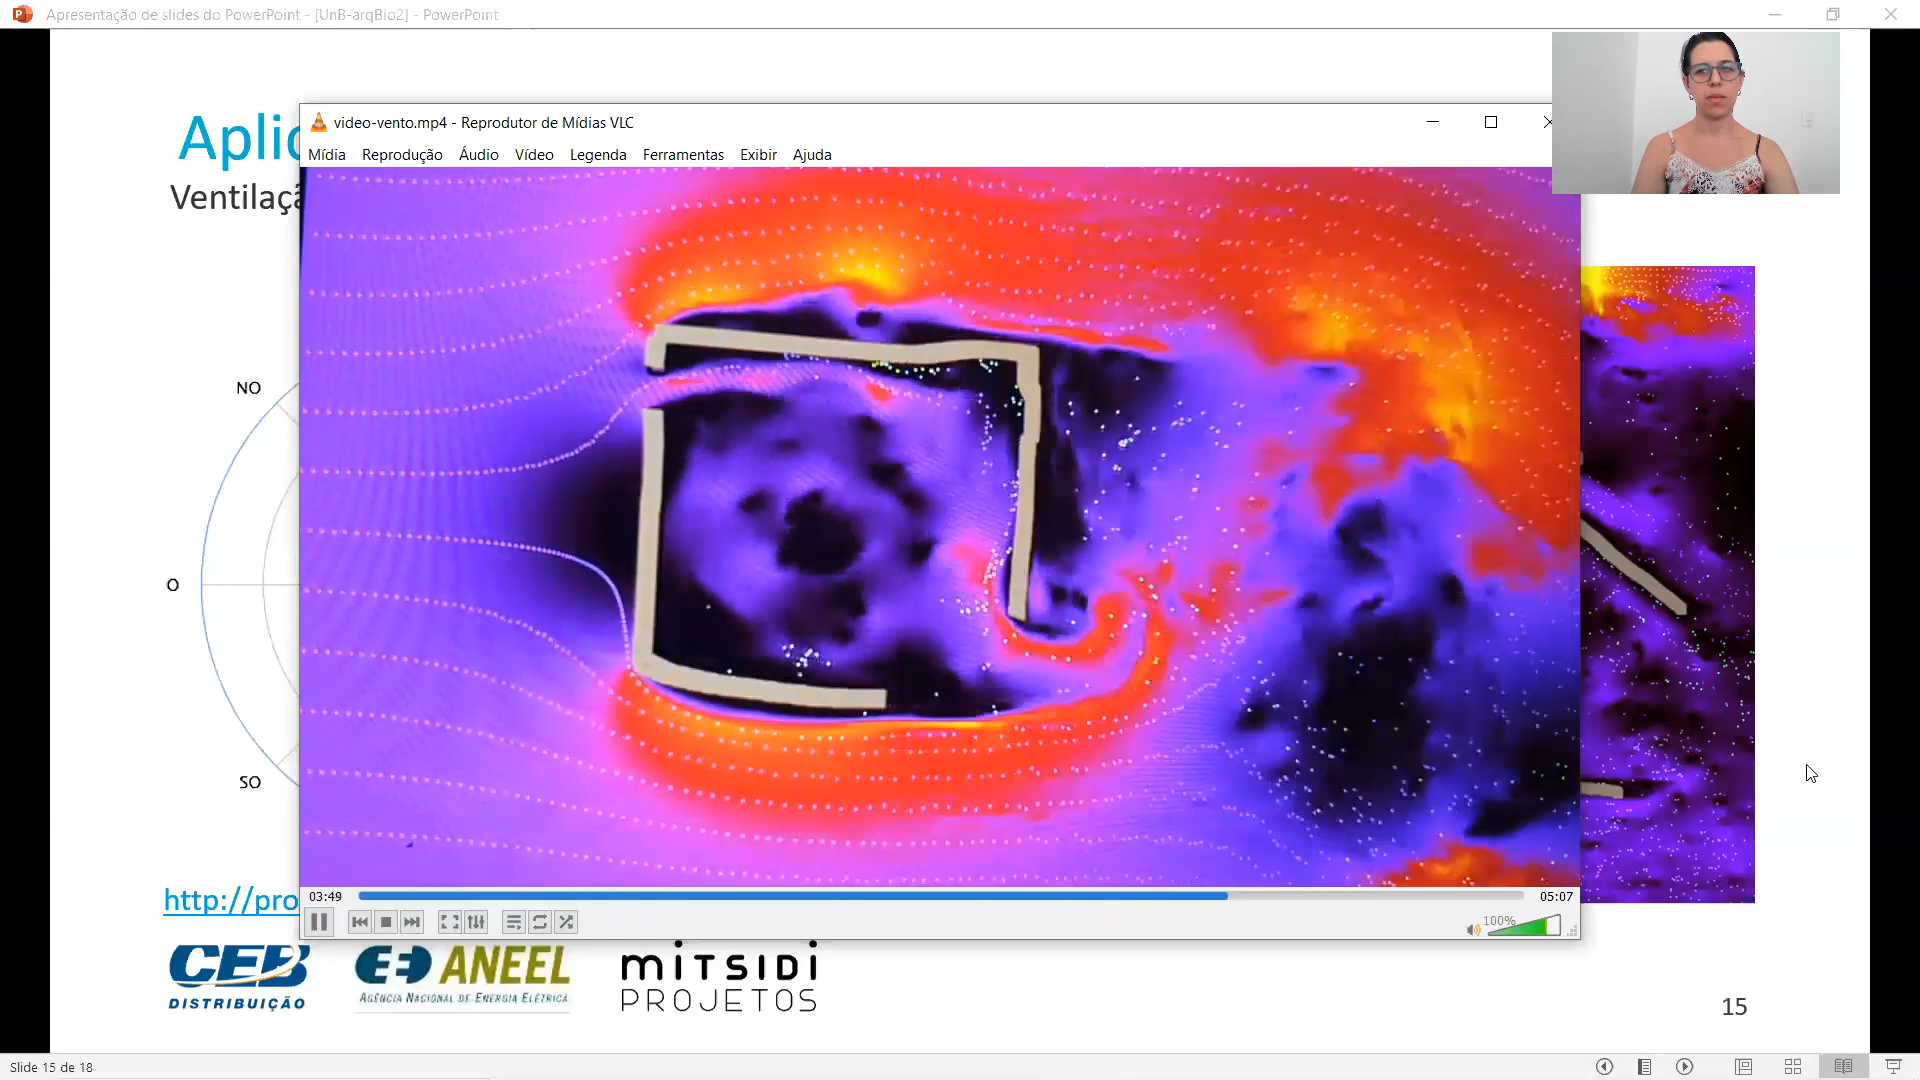 Apresentação de slides do PowerPoint - [UnB-arqBio2] - PowerPoint
Aplic
Ventilaçã
video-vento.mp4 - Reprodutor de Mídias VLC
Mídia Reprodução Áudio Vídeo Legenda Ferramentas Exibir Ajuda
NO
O
SO
http://pro
03:49
05:07
100%
CEB
DISTRIBUIÇÃO
ANEEL
AGÊNCIA NACIONAL DE ENERGIA ELÉTRICA
mitsidi
PROJETOS
15
Slide 15 de 18